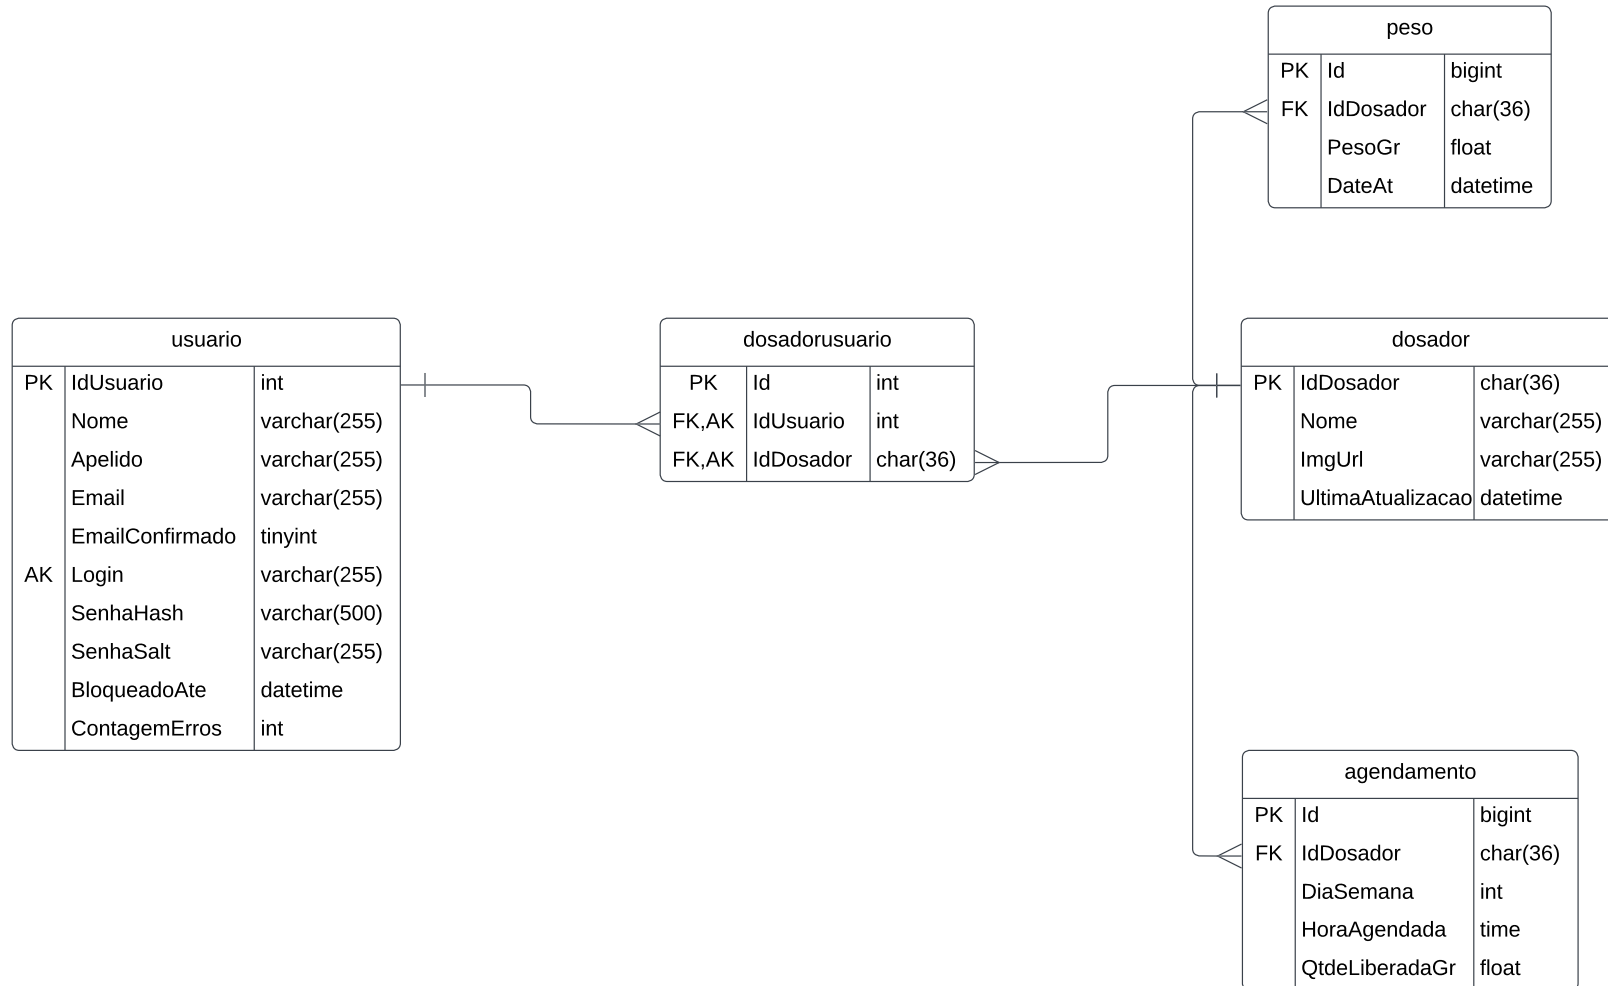 peso
PK Id bigint
FK IdDosador char(36)
PesoGr float
DateAt datetime
usuario
PK IdUsuario int
Nome varchar(255)
Apelido varchar(255)
Email varchar(255)
EmailConfirmado tinyint
AK Login varchar(255)
SenhaHash varchar(500)
SenhaSalt varchar(255)
BloqueadoAte datetime
ContagemErros int
dosadorusuario
PK Id int
FK,AK IdUsuario int
FK,AK IdDosador char(36)
dosador
PK IdDosador char(36)
Nome varchar(255)
ImgUrl varchar(255)
UltimaAtualizacao datetime
agendamento
PK Id bigint
FK IdDosador char(36)
DiaSemana int
HoraAgendada time
QtdeLiberadaGr float